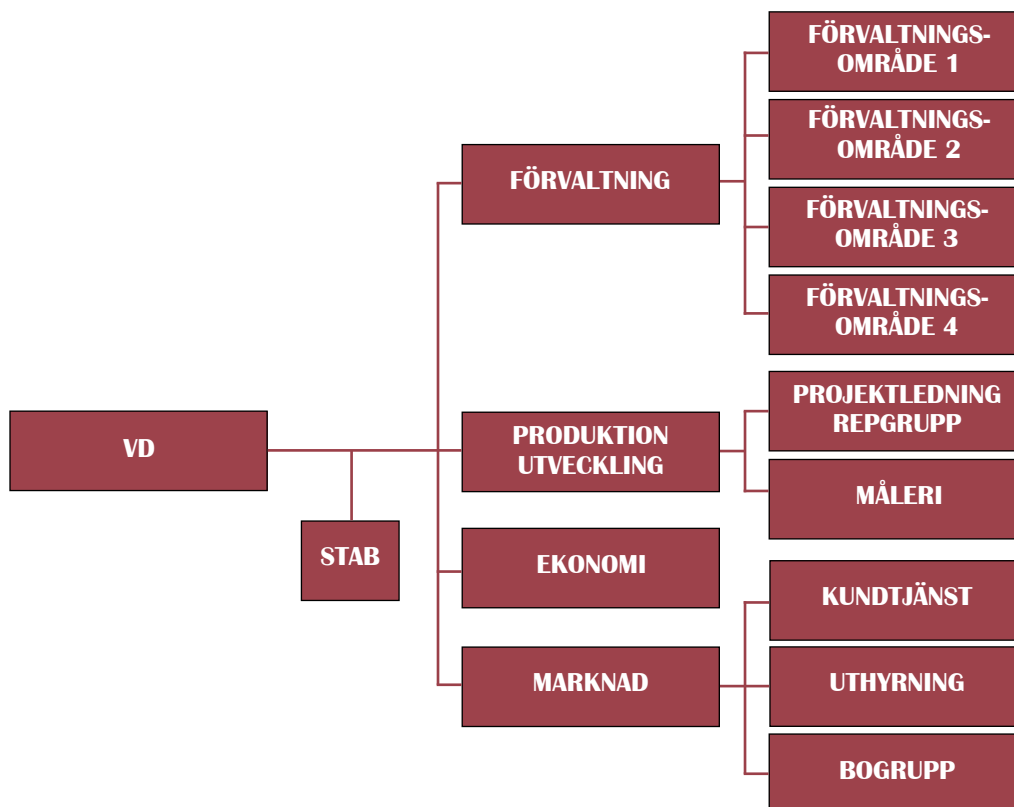 FÖRVALTNINGS-
OMRÅDE 1
FÖRVALTNINGS-
OMRÅDE 2
FÖRVALTNING
FÖRVALTNINGS-
OMRÅDE 3
FÖRVALTNINGS-
OMRÅDE 4
PROJEKTLEDNING
REPGRUPP
VD
PRODUKTION
UTVECKLING
MÅLERI
STAB
EKONOMI
KUNDTJÄNST
MARKNAD
UTHYRNING
BOGRUPP